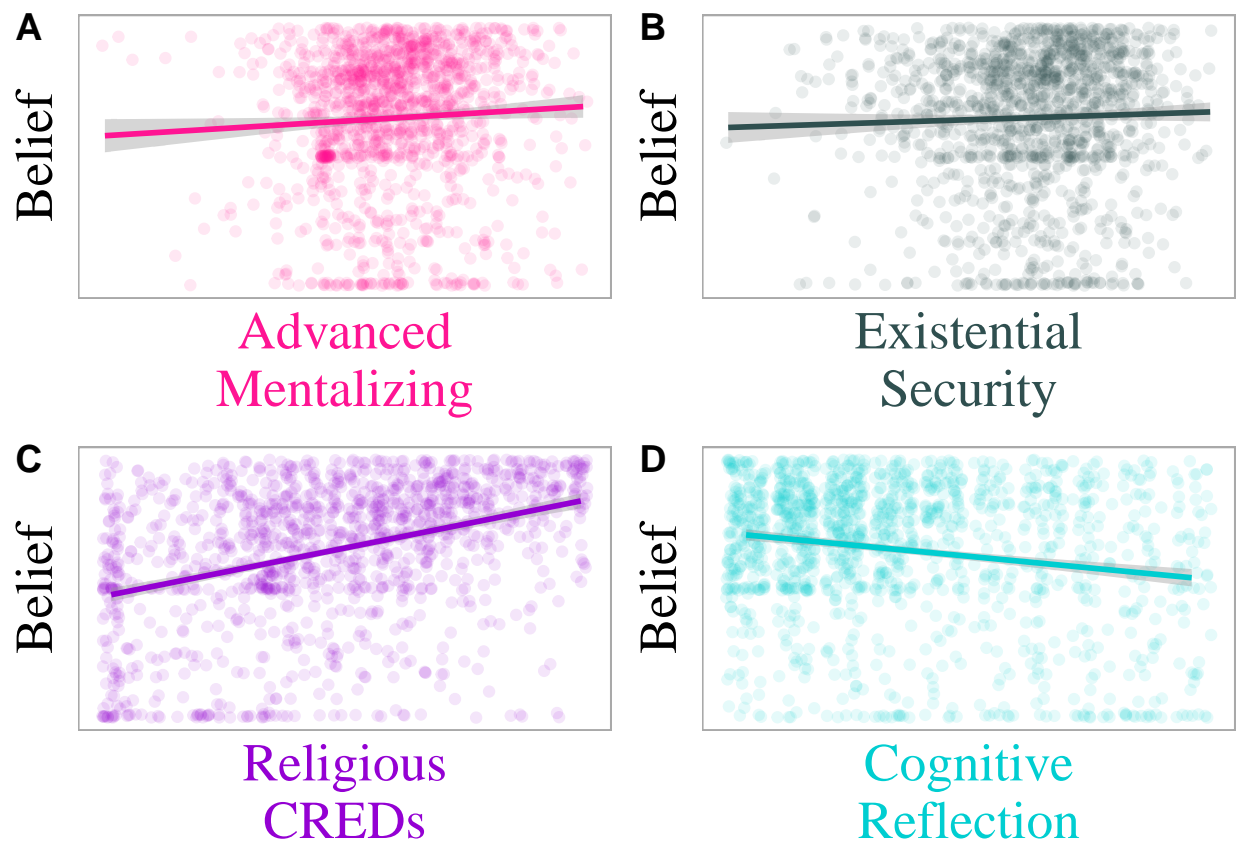 A
B
Belief
Belief
Advanced
Mentalizing
Existential
Security
C
D
Belief
Belief
Religious
CREDs
Cognitive
Reflection